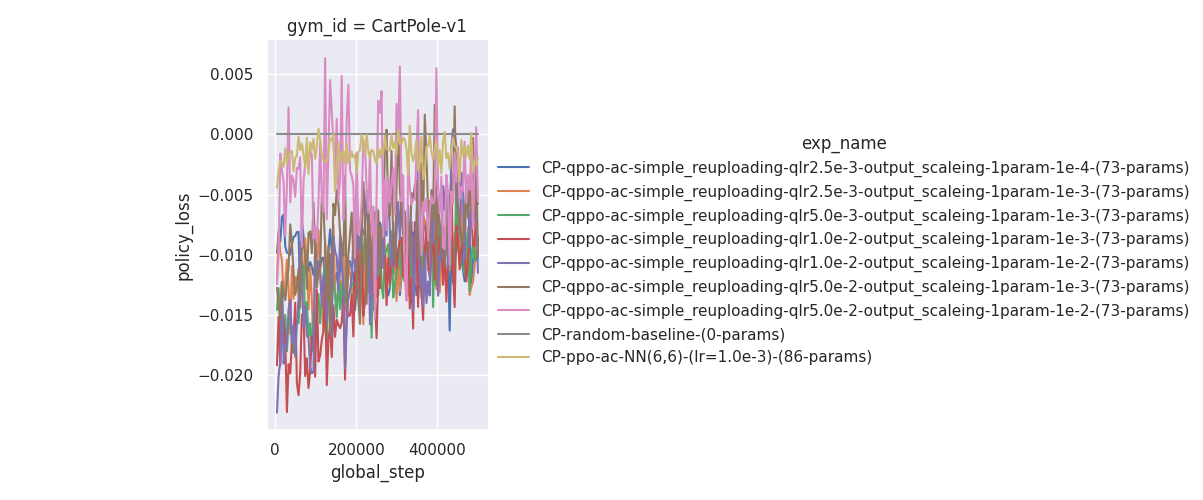 gym_id = CartPole-v1
0.005
0.000
−0.005
−0.010
−0.015
−0.020
policy_loss
0
200000
400000
global_step
exp_name
CP-qppo-ac-simple_reuploading-qlr2.5e-3-output_scaleing-1param-1e-4-(73-params)
CP-qppo-ac-simple_reuploading-qlr2.5e-3-output_scaleing-1param-1e-3-(73-params)
CP-qppo-ac-simple_reuploading-qlr5.0e-3-output_scaleing-1param-1e-3-(73-params)
CP-qppo-ac-simple_reuploading-qlr1.0e-2-output_scaleing-1param-1e-3-(73-params)
CP-qppo-ac-simple_reuploading-qlr1.0e-2-output_scaleing-1param-1e-2-(73-params)
CP-qppo-ac-simple_reuploading-qlr5.0e-2-output_scaleing-1param-1e-3-(73-params)
CP-qppo-ac-simple_reuploading-qlr5.0e-2-output_scaleing-1param-1e-2-(73-params)
CP-random-baseline-(0-params)
CP-ppo-ac-NN(6,6)-(lr=1.0e-3)-(86-params)